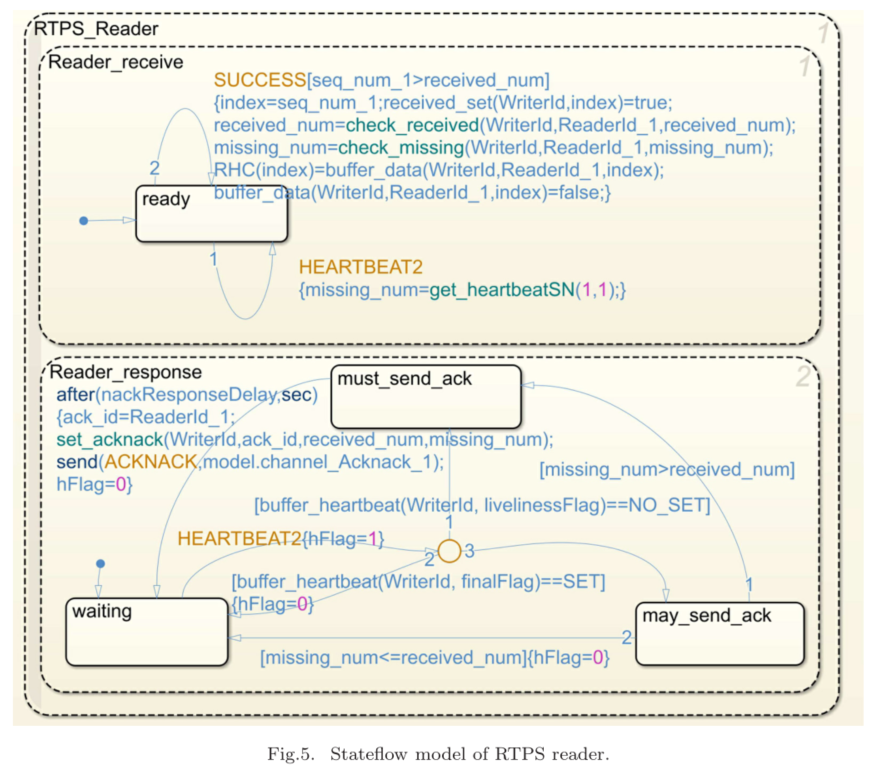 RTPS_Reader
1
Reader_receive
1
SUCCESS[seq_num_1>received_num]
{index=seq_num_1;received_set(WriterId,index)=true;
received_num=check_received(WriterId,ReaderId_1,received_num);
missing_num=check_missing(WriterId,ReaderId_1,missing_num);
2
RHC(index)=buffer_data(WriterId,ReaderId_1,index);
buffer_data(WriterId,ReaderId_1,index)=false;}
ready
1
HEARTBEAT2
{missing_num=get_heartbeatSN(1,1);}
Reader_response
2
must_send_ack
after(nackResponseDelay,sec)
{ack_id=ReaderId_1;
set_acknack(WriterId,ack_id,received_num,missing_num);
send(ACKNACK,model.channel_Acknack_1);
hFlag=0}
[missing_num>received_num]
[buffer_heartbeat(WriterId, livelinessFlag)==NO_SET]
1
HEARTBEAT2{hFlag=1}
2
3
[buffer_heartbeat(WriterId, finalFlag)==SET]
{hFlag=0}
1
waiting
may_send_ack
2
[missing_num<=received_num]{hFlag=0}
Fig.5. Stateflow model of RTPS reader.